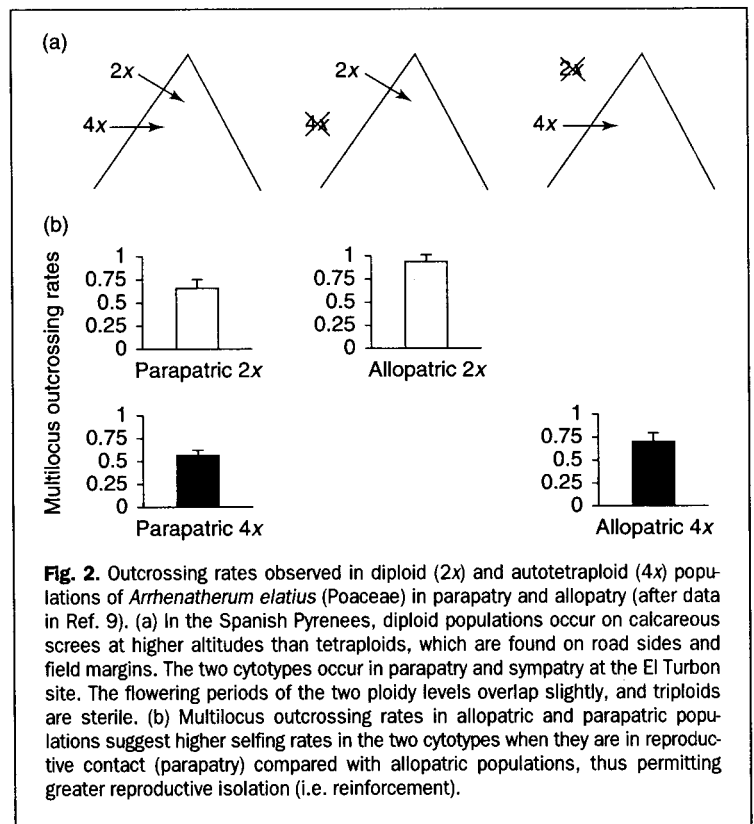 (a)
2x
4x
2x
4x
2x
4x
(b)
Multilocus outcrossing rates
1
0.75
0.5
0.25
0
Parapatric 2x
1
0.75
0.5
0.25
0
Allopatric 2x
1
0.75
0.5
0.25
0
Parapatric 4x
1
0.75
0.5
0.25
0
Allopatric 4x
Fig. 2. Outcrossing rates observed in diploid (2x) and autotetraploid (4x) popu-
lations of Arrhenatherum elatius (Poaceae) in parapatry and allopatry (after data
in Ref. 9). (a) In the Spanish Pyrenees, diploid populations occur on calcareous
screes at higher altitudes than tetraploids, which are found on road sides and
field margins. The two cytotypes occur in parapatry and sympatry at the El Turbon
site. The flowering periods of the two ploidy levels overlap slightly, and triploids
are sterile. (b) Multilocus outcrossing rates in allopatric and parapatric popu-
lations suggest higher selfing rates in the two cytotypes when they are in reproduc-
tive contact (parapatry) compared with allopatric populations, thus permitting
greater reproductive isolation (i.e. reinforcement).